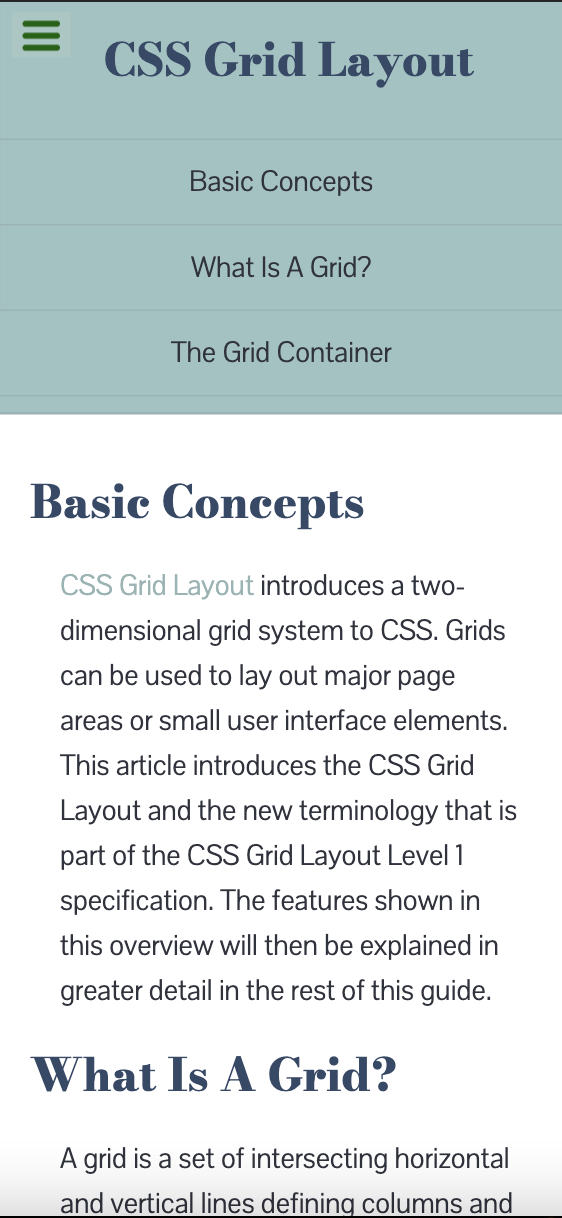 CSS Grid Layout
Basic Concepts
What Is A Grid?
The Grid Container
Basic Concepts
CSS Grid Layout introduces a two-
dimensional grid system to CSS. Grids
can be used to lay out major page
areas or small user interface elements.
This article introduces the CSS Grid
Layout and the new terminology that is
part of the CSS Grid Layout Level 1
specification. The features shown in
this overview will then be explained in
greater detail in the rest of this guide.
What Is A Grid?
A grid is a set of intersecting horizontal
and vertical lines defining columns and